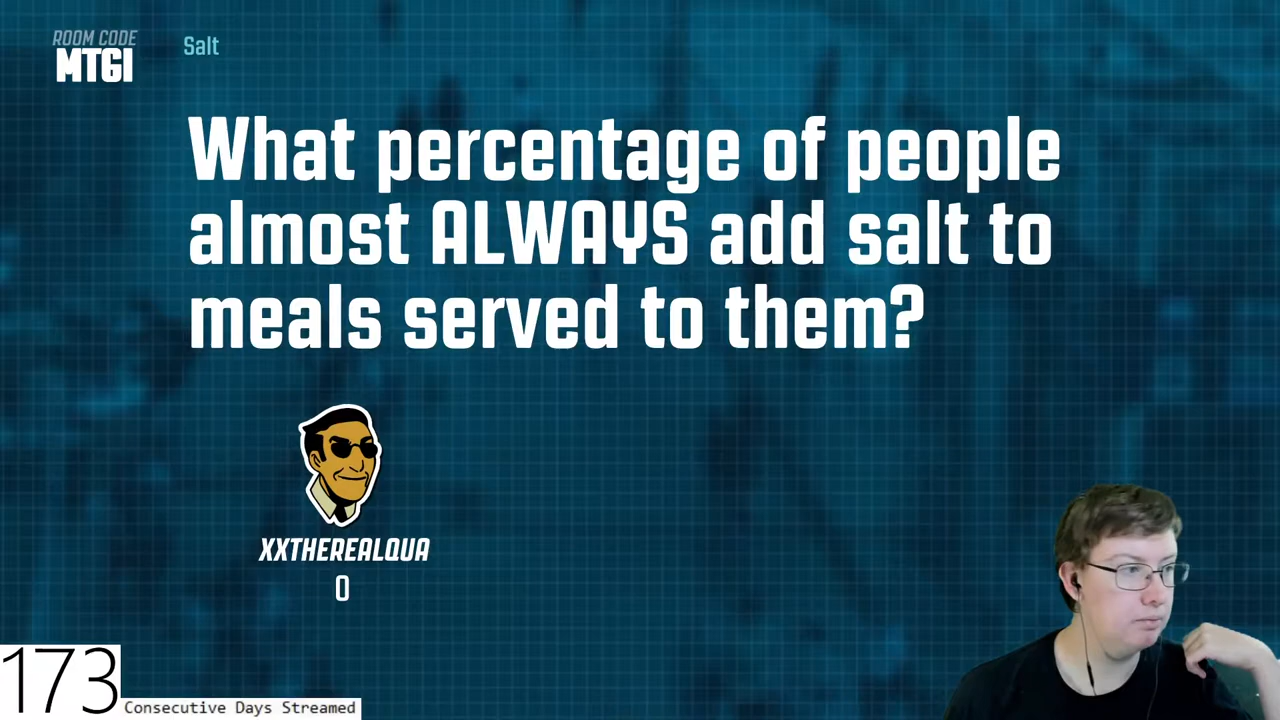 ROOM CODE
MTGI
Salt
What percentage of people
almost ALWAYS add salt to
meals served to them?
XXTHEREALQUA
0
173
Consecutive Days Streamed